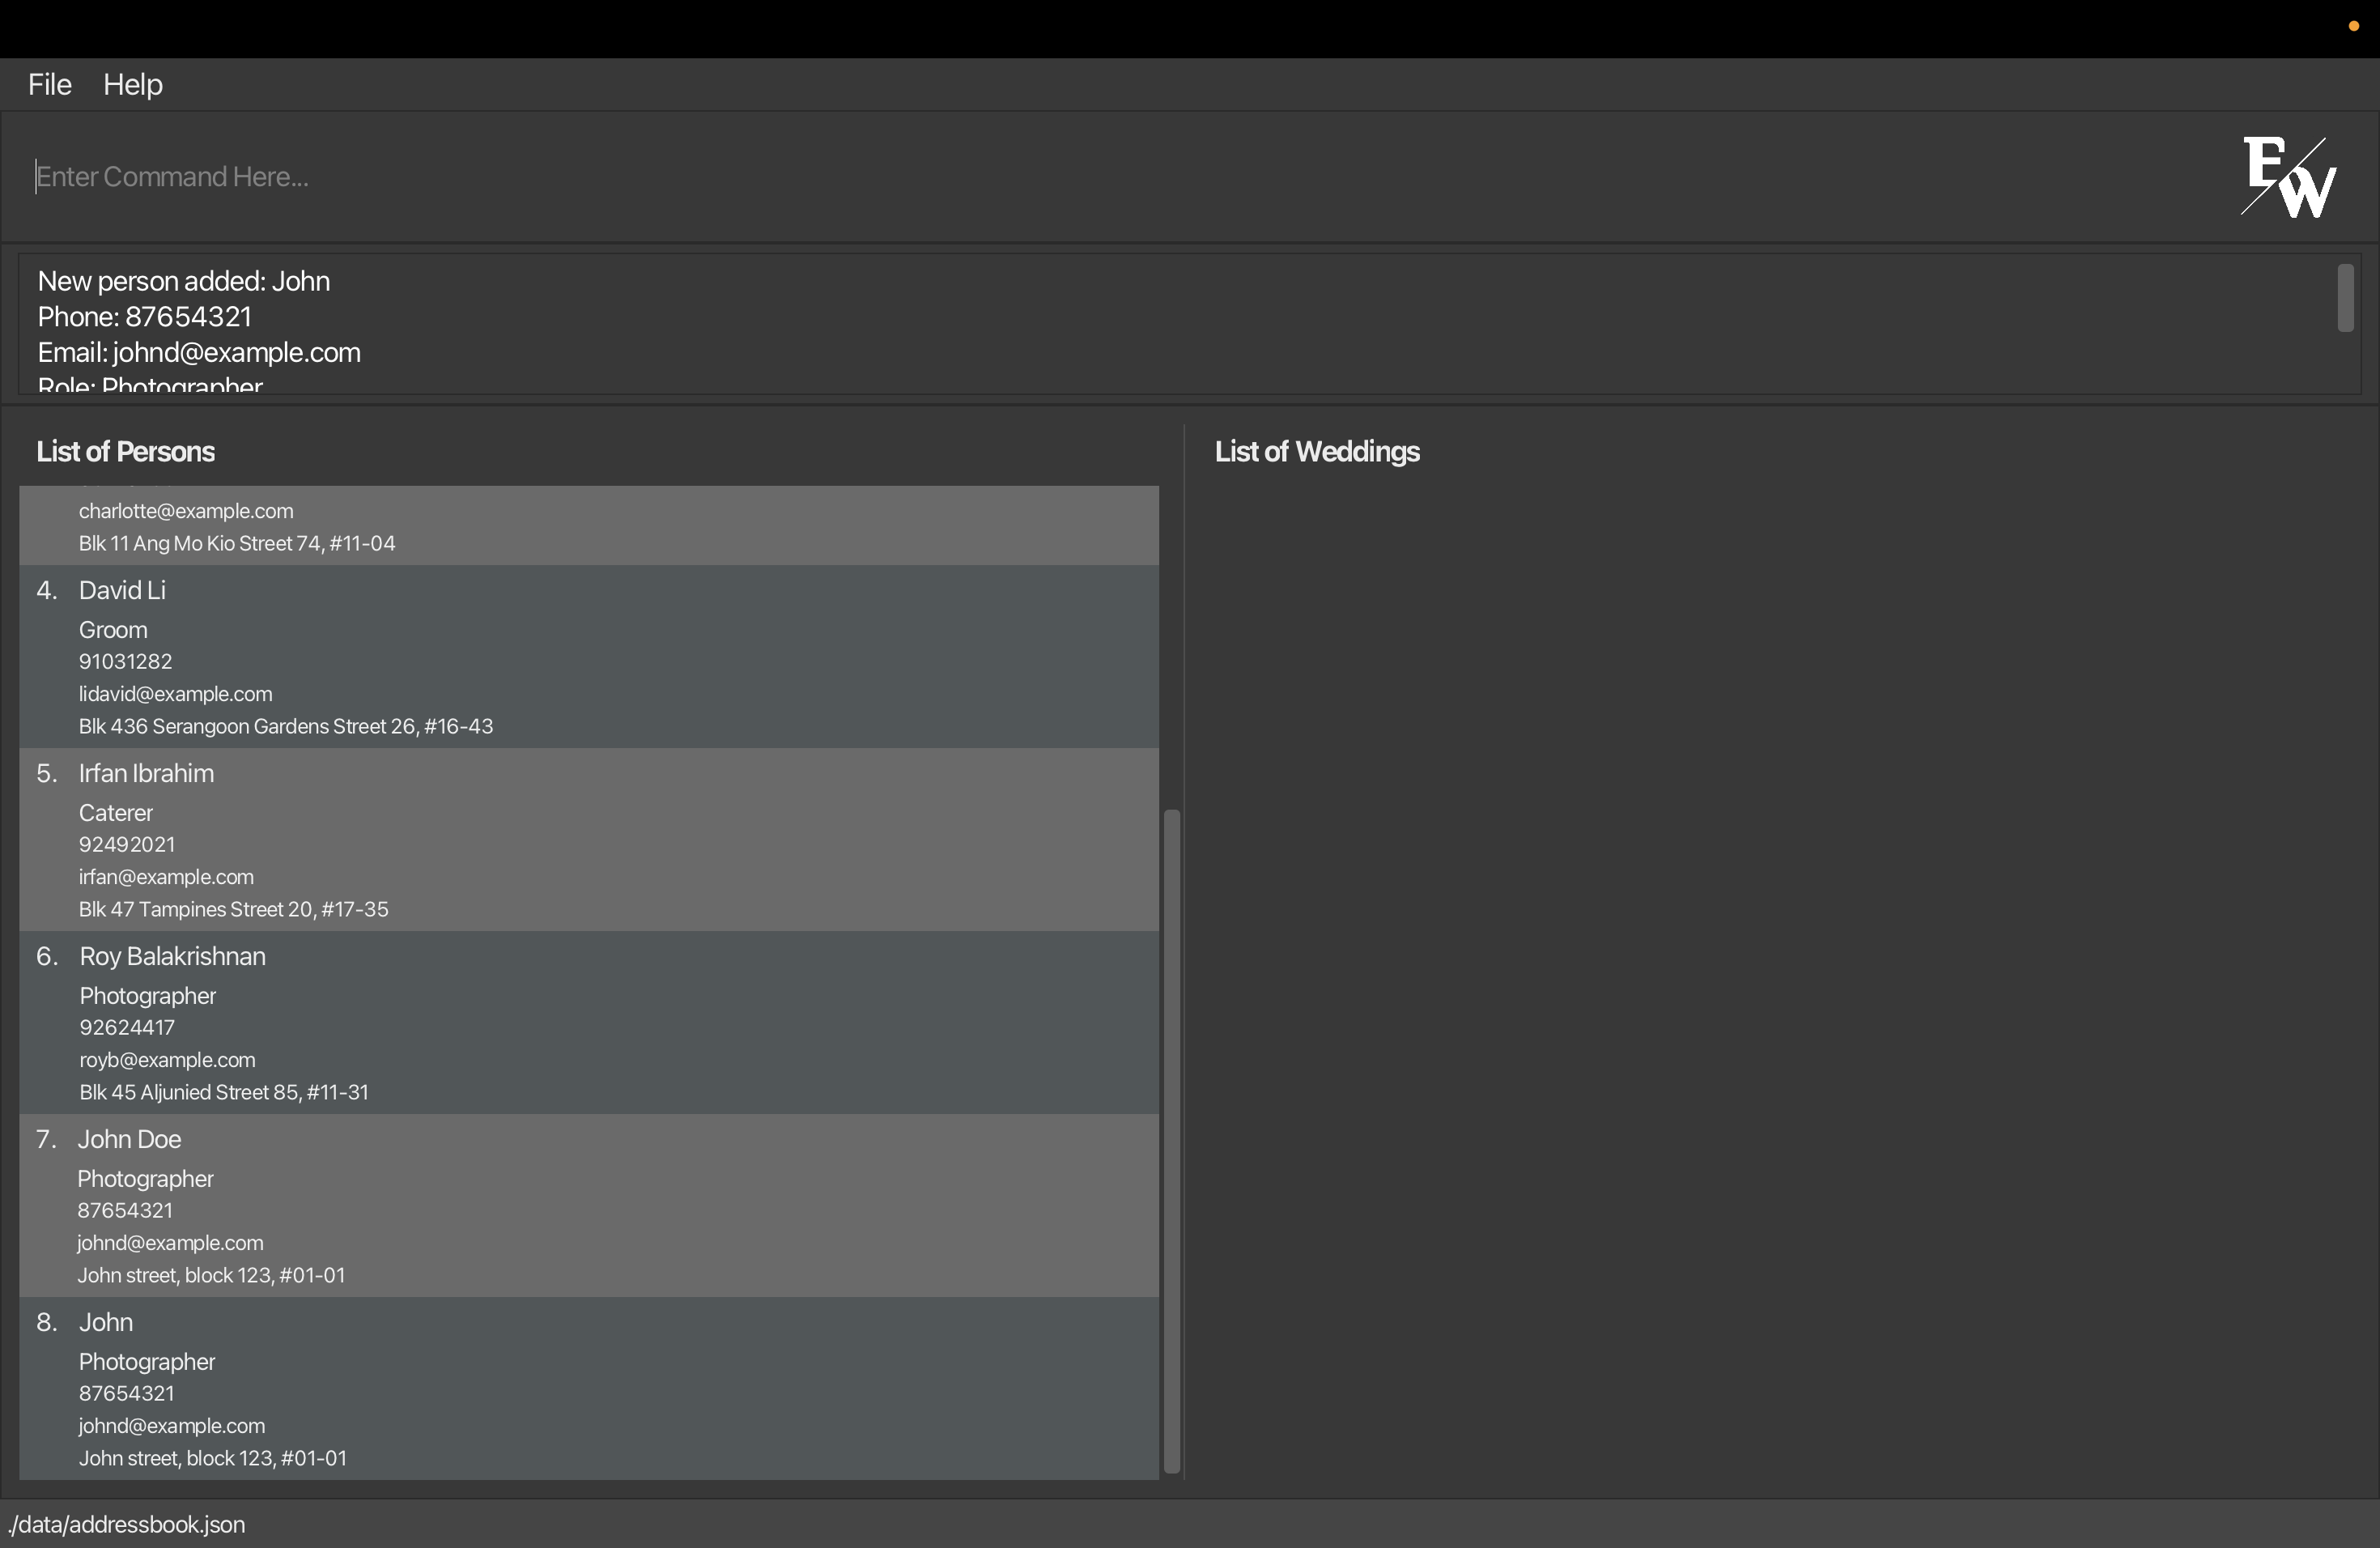 File Help
Enter Command Here...
EW
New person added: John
Phone: 87654321
Email: johnd@example.com
Role: Photographer
List of Persons
List of Weddings
charlotte@example.com
Blk 11 Ang Mo Kio Street 74, #11-04
4. David Li
Groom
91031282
lidavid@example.com
Blk 436 Serangoon Gardens Street 26, #16-43
5. Irfan Ibrahim
Caterer
92492021
irfan@example.com
Blk 47 Tampines Street 20, #17-35
6. Roy Balakrishnan
Photographer
92624417
royb@example.com
Blk 45 Aljunied Street 85, #11-31
7. John Doe
Photographer
87654321
johnd@example.com
John street, block 123, #01-01
8. John
Photographer
87654321
johnd@example.com
John street, block 123, #01-01
./data/addressbook.json